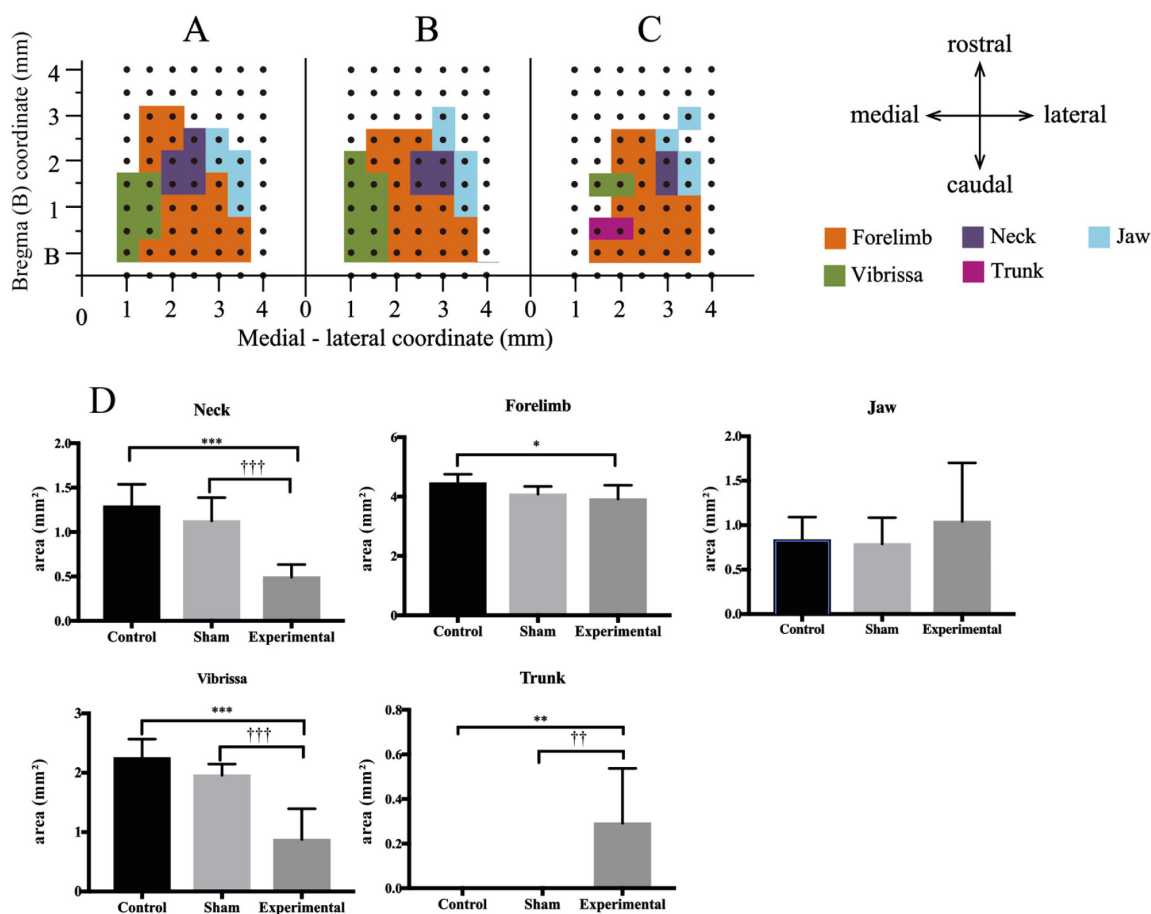 A
B
C
Bregma (B) coordinate (mm)
4
3
2
1
B
0
1
2
3
4
0
1
2
3
4
0
1
2
3
4
Medial - lateral coordinate (mm)
rostral
medial
lateral
caudal
Forelimb
Neck
Jaw
Vibrissa
Trunk
D
Neck
area (mm²)
2.0
1.5
1.0
0.5
0.0
***
†††
Control
Sham
Experimental
Forelimb
area (mm²)
6
4
2
0
*
Control
Sham
Experimental
Jaw
area (mm²)
2.0
1.5
1.0
0.5
0.0
Control
Sham
Experimental
Vibrissa
area (mm²)
3
2
1
0
***
†††
Control
Sham
Experimental
Trunk
area (mm²)
0.8
0.6
0.4
0.2
0.0
**
††
Control
Sham
Experimental